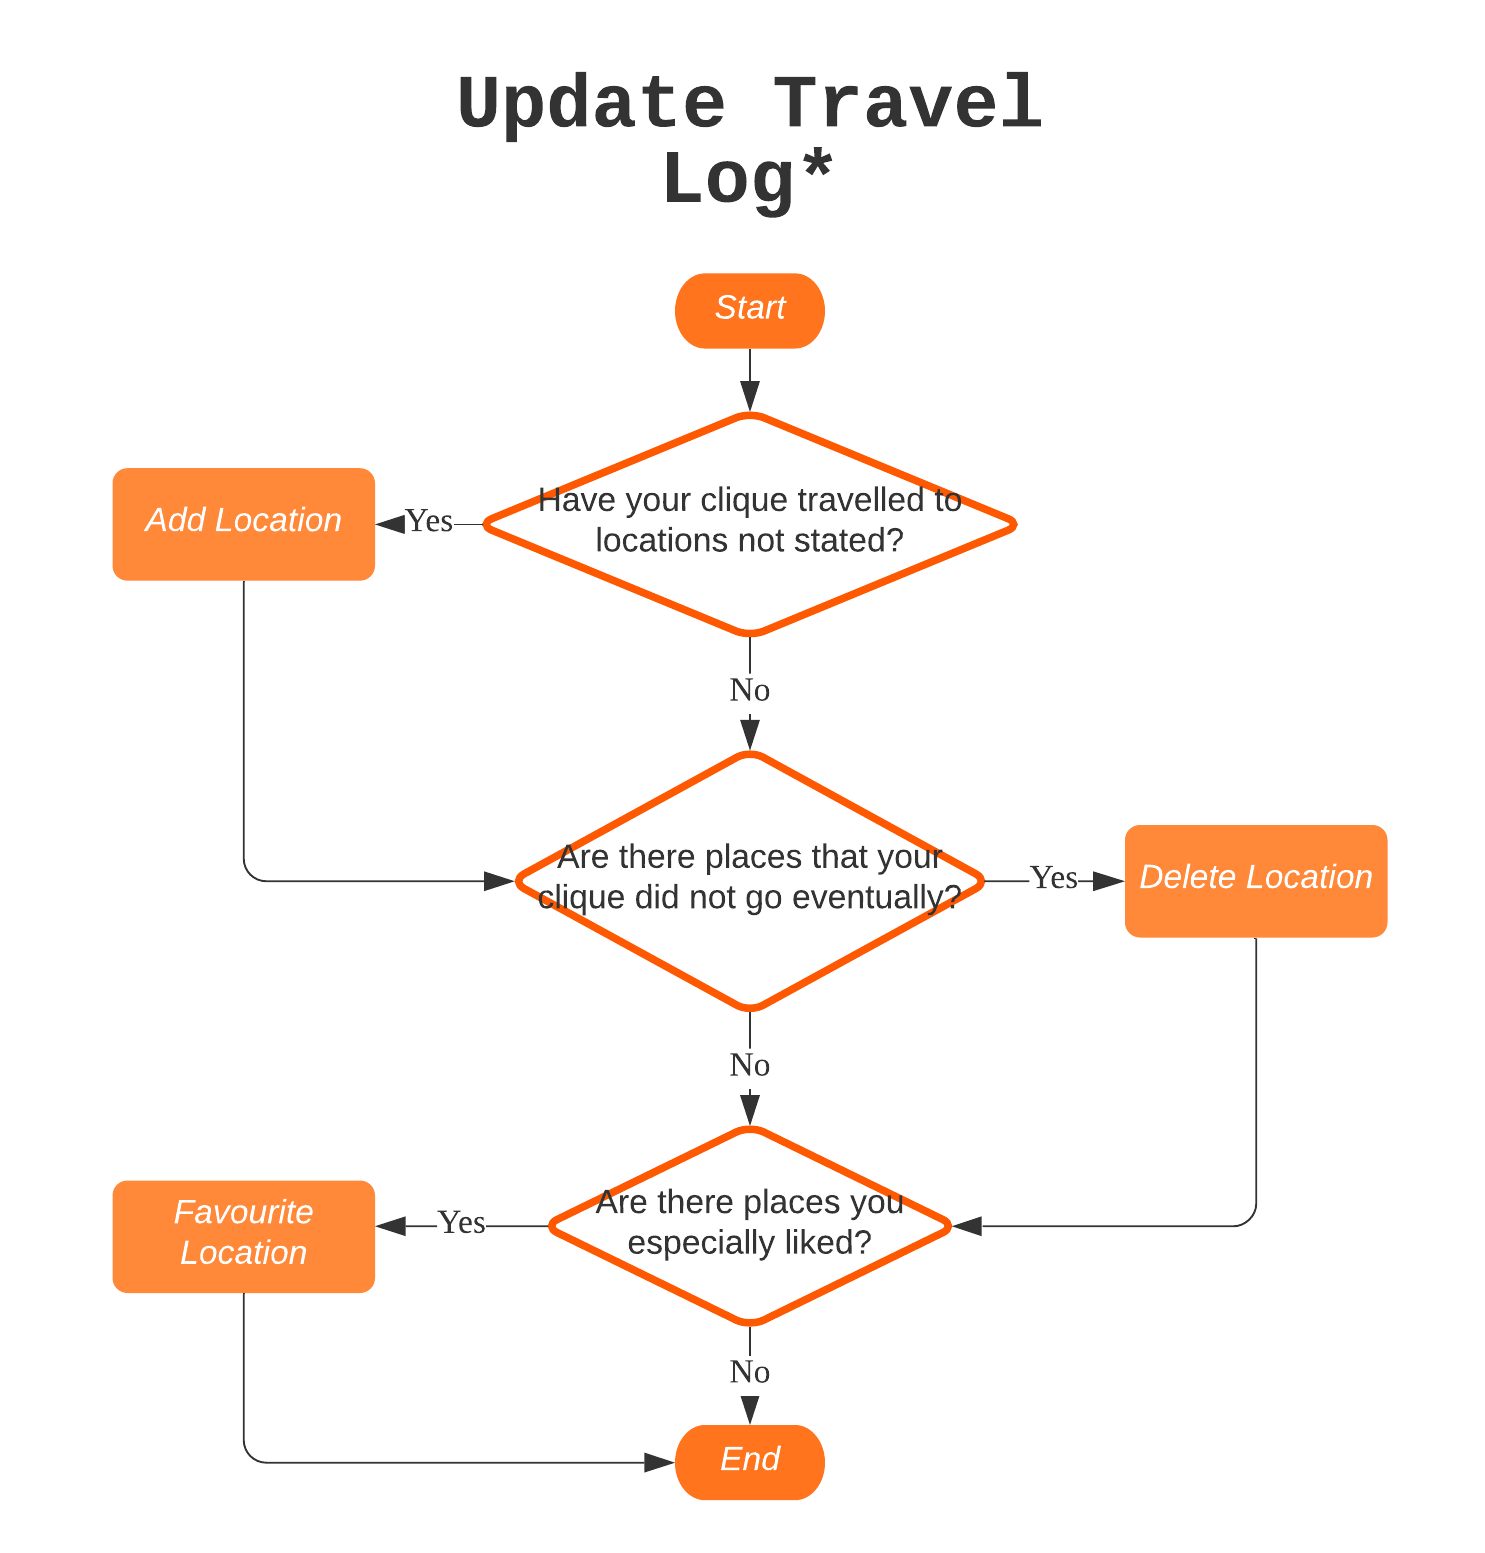 Update Travel
Log*
Start
Have your clique travelled to
locations not stated?
Yes
Add Location
No
Are there places that your
clique did not go eventually?
Yes
Delete Location
No
Are there places you
especially liked?
Yes
Favourite
Location
No
End